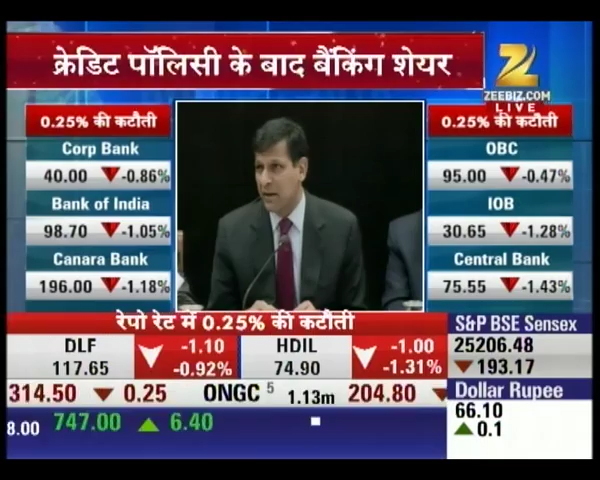 क्रेडिट पॉलिसी के बाद बैंकिंग शेयर
ZEEBIZ.COM
LIVE
0.25% की कटौती
Corp Bank
40.00 -0.86%
Bank of India
98.70 -1.05%
Canara Bank
196.00 -1.18%
0.25% की कटौती
OBC
95.00 -0.47%
IOB
30.65 -1.28%
Central Bank
75.55 -1.43%
रेपो रेट में 0.25% की कटौती
DLF
117.65
-1.10
-0.92%
HDIL
74.90
-1.00
-1.31%
S&P BSE Sensex
25206.48
193.17
Dollar Rupee
66.10
0.1
314.50 0.25 ONGC 5 1.13m 204.80
8.00 747.00 6.40